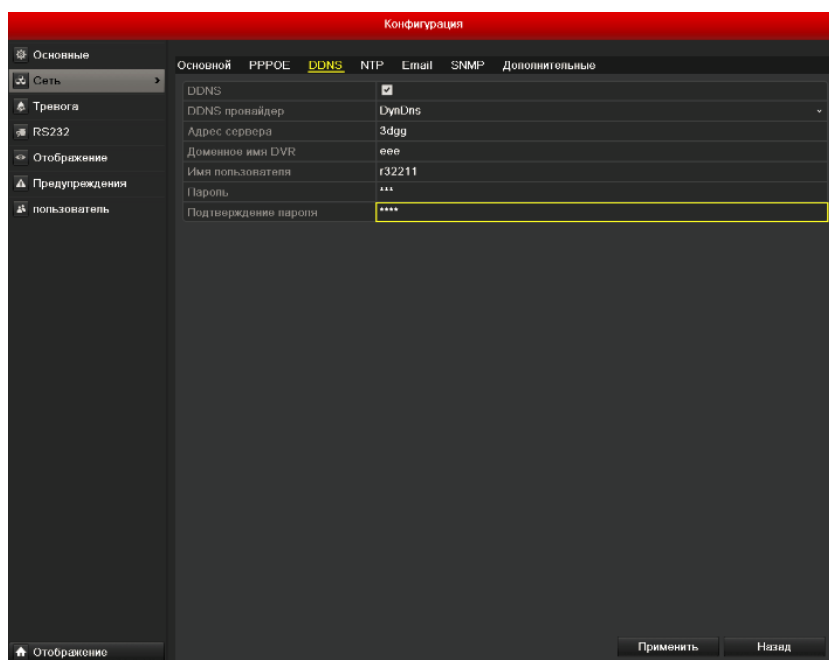 Конфигурация
Основные
Сеть
Тревога
RS232
Отображение
Предупреждения
пользователь
Основной PPPOE DDNS NTP Email SNMP Дополнительные
DDNS
DDNS провайдер DynDns
Адрес сервера 3dgg
Доменное имя DVR eee
Имя пользователя r32211
Пароль ***
Подтверждение пароля ****
Применить Назад
Отображение